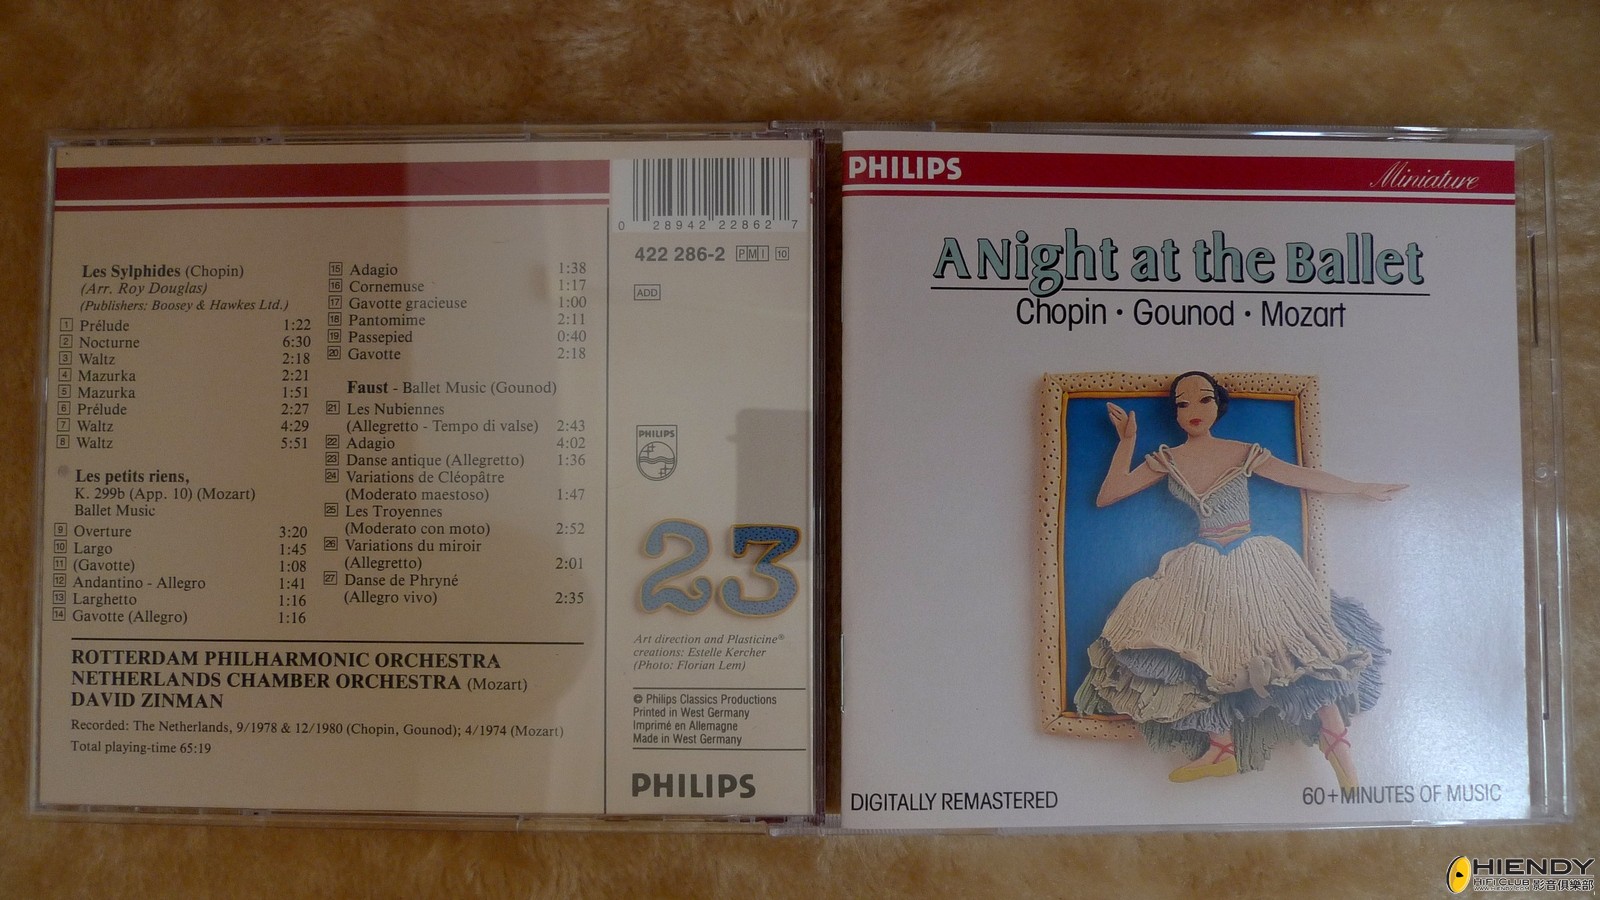 Les Sylphides (Chopin)
(Arr. Roy Douglas)
(Publishers: Boosey & Hawkes Ltd.)
1 Prélude 1:22
2 Nocturne 6:30
3 Waltz 2:18
4 Mazurka 2:21
5 Mazurka 1:51
6 Prélude 2:27
7 Waltz 4:29
8 Waltz 5:51
Les petits riens,
K. 299b (App. 10) (Mozart)
Ballet Music
9 Overture 3:20
10 Largo 1:45
11 (Gavotte) 1:08
12 Andantino - Allegro 1:41
13 Larghetto 1:16
14 Gavotte (Allegro) 1:16
15 Adagio 1:38
16 Cornemuse 1:17
17 Gavotte gracieuse 1:00
18 Pantomime 2:11
19 Passepied 0:40
20 Gavotte 2:18
Faust - Ballet Music (Gounod)
21 Les Nubiennes
(Allegretto - Tempo di valse) 2:43
22 Adagio 4:02
23 Danse antique (Allegretto) 1:36
24 Variations de Cléopâtre
(Moderato maestoso) 1:47
25 Les Troyennes
(Moderato con moto) 2:52
26 Variations du miroir
(Allegretto) 2:01
27 Danse de Phryné
(Allegro vivo) 2:35
ROTTERDAM PHILHARMONIC ORCHESTRA
NETHERLANDS CHAMBER ORCHESTRA (Mozart)
DAVID ZINMAN
Recorded: The Netherlands, 9/1978 & 12/1980 (Chopin, Gounod); 4/1974 (Mozart)
Total playing-time 65:19
0 28942 22862 7
422 286-2 PMI 10
ADD
PHILIPS
23
Art direction and Plasticine®
creations: Estelle Kercher
(Photo: Florian Lem)
© Philips Classics Productions
Printed in West Germany
Imprimé en Allemagne
Made in West Germany
PHILIPS
PHILIPS Miniature
A Night at the Ballet
Chopin · Gounod · Mozart
DIGITALLY REMASTERED
60+MINUTES OF MUSIC
HIENDY
HIFICLUB 影音俱樂部